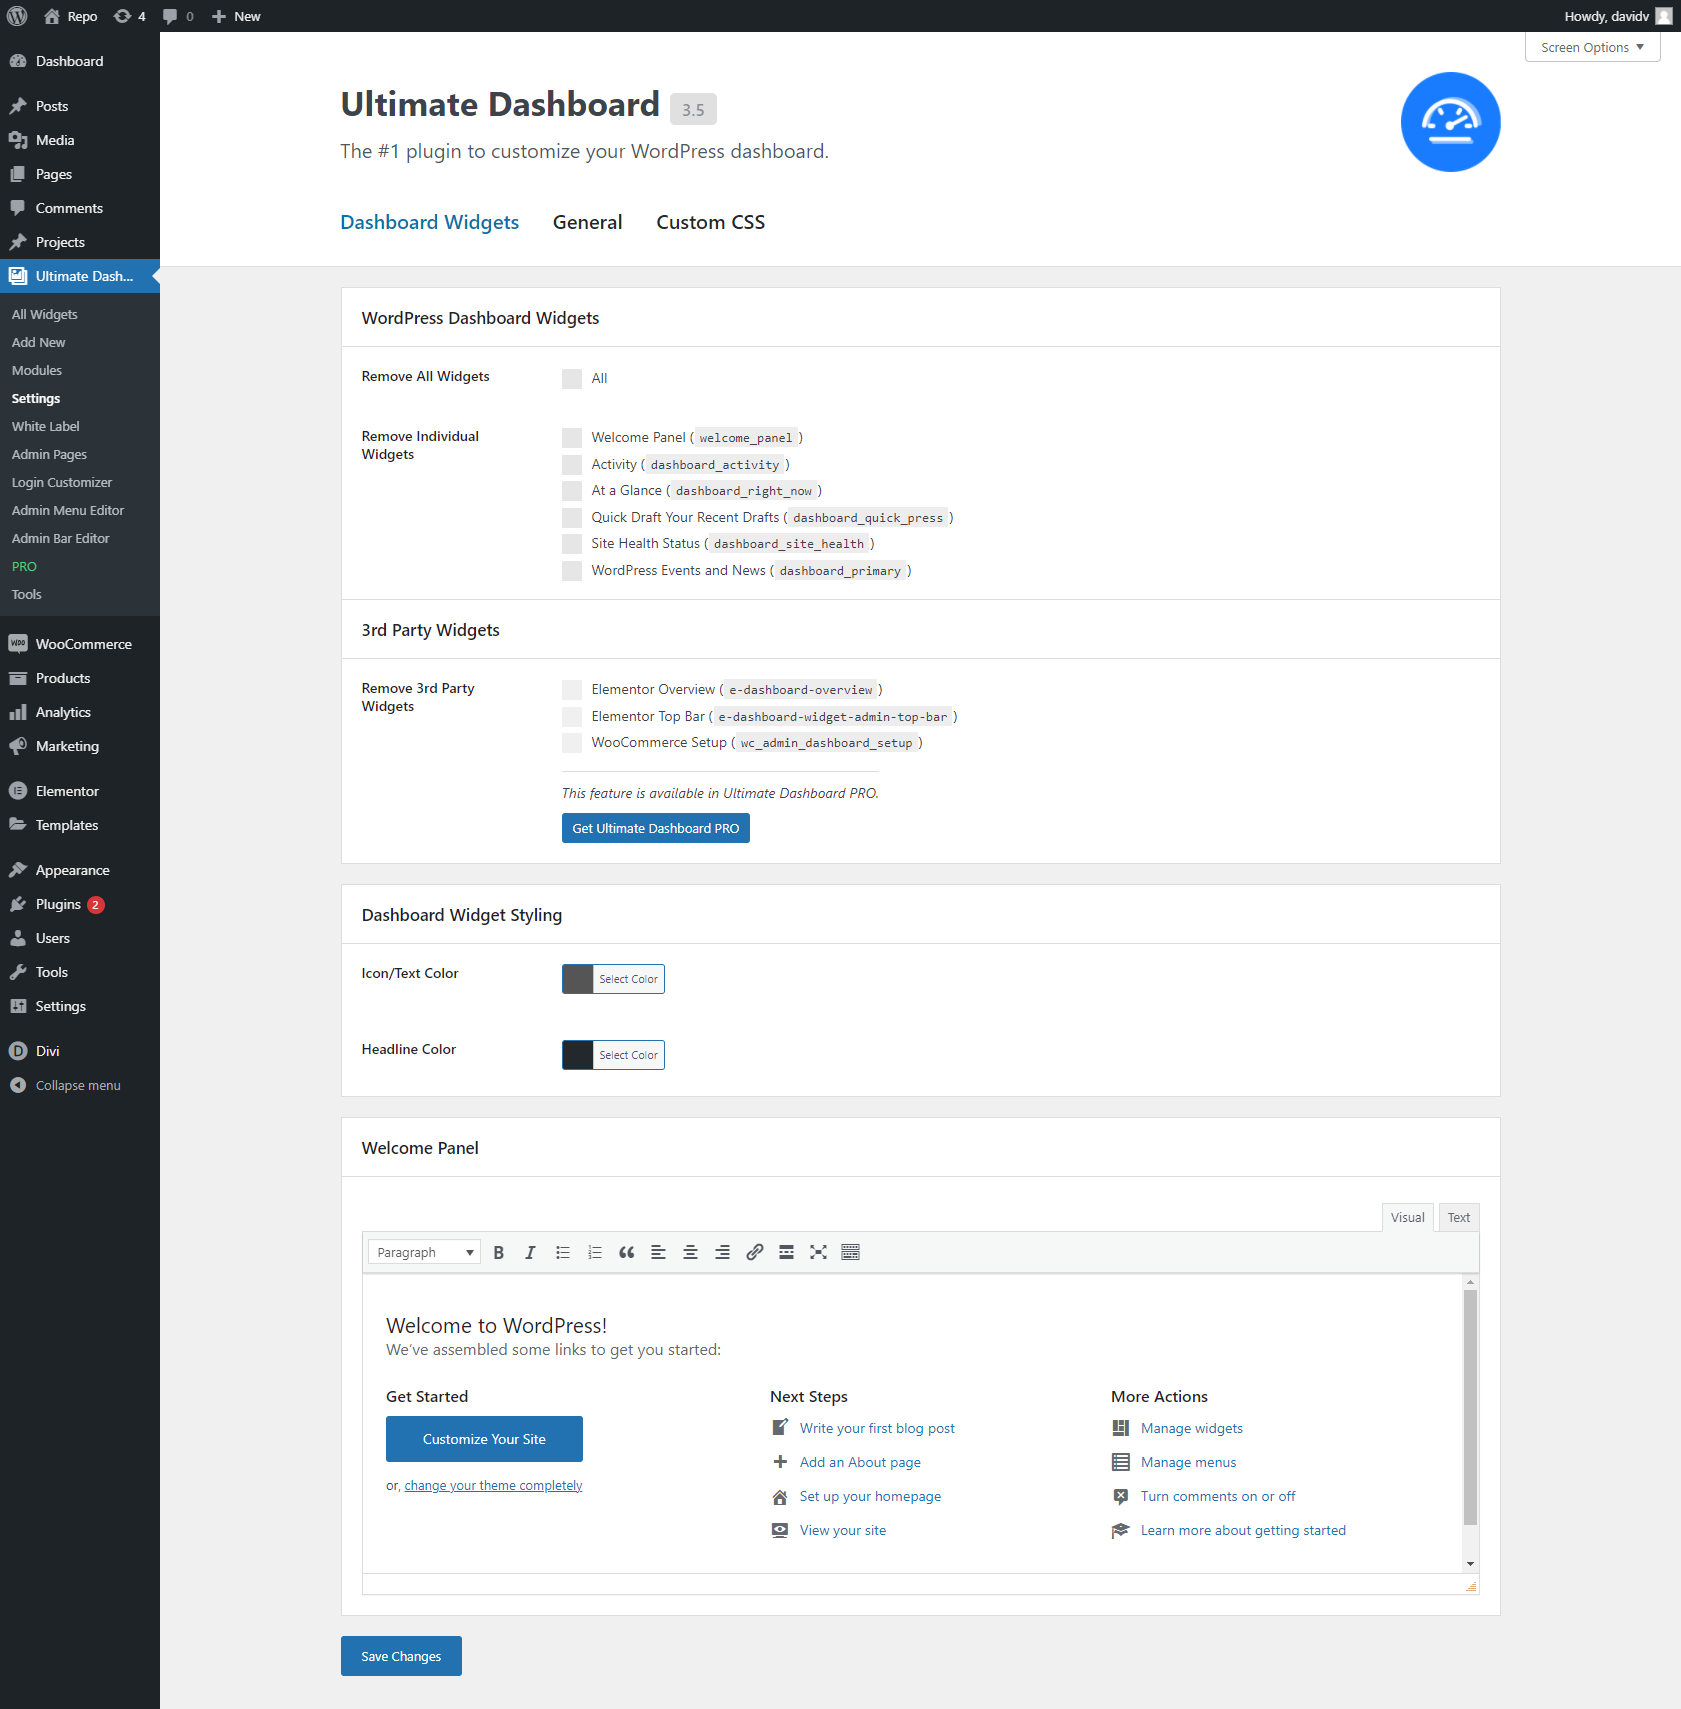 Repo
4
0
New
Howdy, davidv
Screen Options
Dashboard
Posts
Media
Pages
Comments
Projects
Ultimate Dash...
All Widgets
Add New
Modules
Settings
White Label
Admin Pages
Login Customizer
Admin Menu Editor
Admin Bar Editor
PRO
Tools
WOO WooCommerce
Products
Analytics
Marketing
Elementor
Templates
Appearance
Plugins 2
Users
Tools
Settings
D Divi
Collapse menu
Ultimate Dashboard 3.5
The #1 plugin to customize your WordPress dashboard.
Dashboard Widgets General Custom CSS
WordPress Dashboard Widgets
Remove All Widgets
All
Remove Individual
Widgets
Welcome Panel ( welcome_panel )
Activity ( dashboard_activity )
At a Glance ( dashboard_right_now )
Quick Draft Your Recent Drafts ( dashboard_quick_press )
Site Health Status ( dashboard_site_health )
WordPress Events and News ( dashboard_primary )
3rd Party Widgets
Remove 3rd Party
Widgets
Elementor Overview ( e-dashboard-overview )
Elementor Top Bar ( e-dashboard-widget-admin-top-bar )
WooCommerce Setup ( wc_admin_dashboard_setup )
This feature is available in Ultimate Dashboard PRO.
Get Ultimate Dashboard PRO
Dashboard Widget Styling
Icon/Text Color
Select Color
Headline Color
Select Color
Welcome Panel
Visual Text
Paragraph B I
Welcome to WordPress!
We've assembled some links to get you started:
Get Started
Customize Your Site
or, change your theme completely
Next Steps
Write your first blog post
Add an About page
Set up your homepage
View your site
More Actions
Manage widgets
Manage menus
Turn comments on or off
Learn more about getting started
Save Changes